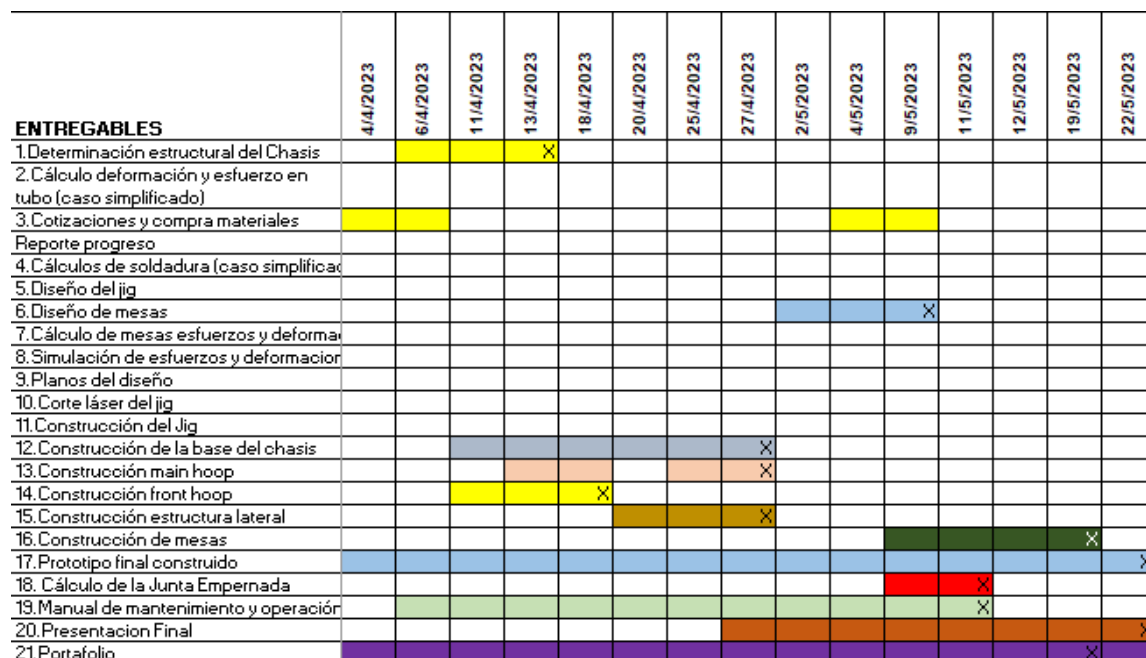 ENTREGABLES 4/4/2023 6/4/2023 11/4/2023 13/4/2023 18/4/2023 20/4/2023 25/4/2023 27/4/2023 2/5/2023 4/5/2023 9/5/2023 11/5/2023 12/5/2023 19/5/2023 22/5/2023
1.Determinación estructural del Chasis X
2.Cálculo deformación y esfuerzo en
tubo (caso simplificado)
3.Cotizaciones y compra materiales
Reporte progreso
4.Cálculos de soldadura (caso simplificad
5.Diseño del jig
6.Diseño de mesas X
7.Cálculo de mesas esfuerzos y deforma
8.Simulación de esfuerzos y deformacion
9.Planos del diseño
10.Corte láser del jig
11.Construcción del Jig
12.Construcción de la base del chasis X
13.Construcción main hoop X
14.Construcción front hoop X
15.Construcción estructura lateral X
16.Construcción de mesas X
17.Prototipo final construido X
18. Cálculo de la Junta Empernada X
19.Manual de mantenimiento y operación X
20.Presentacion Final X
21.Portafolio X